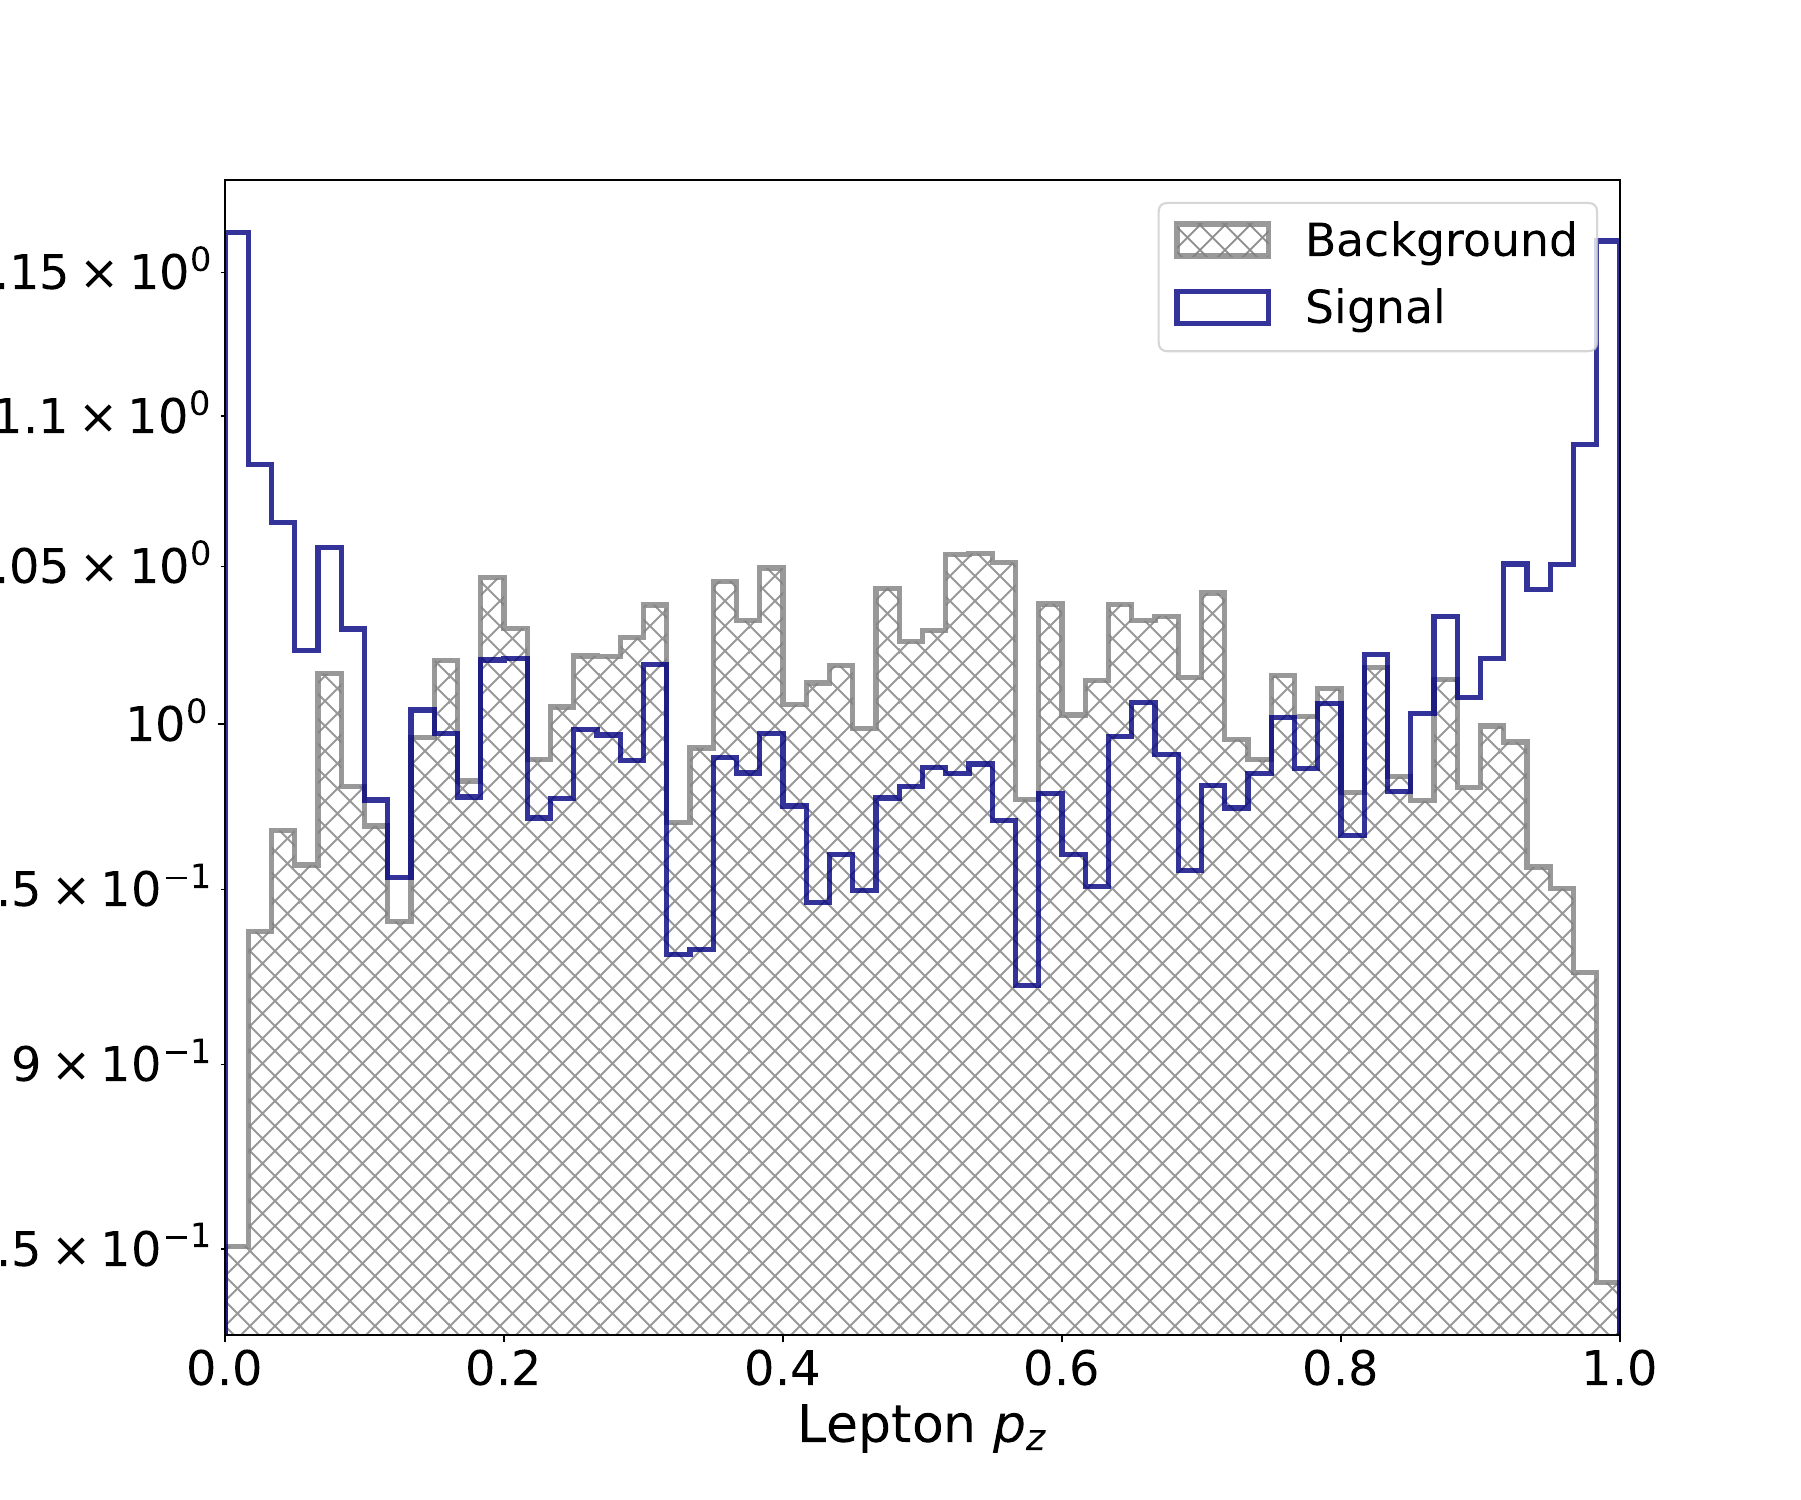 Background
Signal
.15 × 10⁰
1.1 × 10⁰
.05 × 10⁰
10⁰
.5 × 10⁻¹
9 × 10⁻¹
.5 × 10⁻¹
0.0 0.2 0.4 0.6 0.8 1.0
Lepton p_z